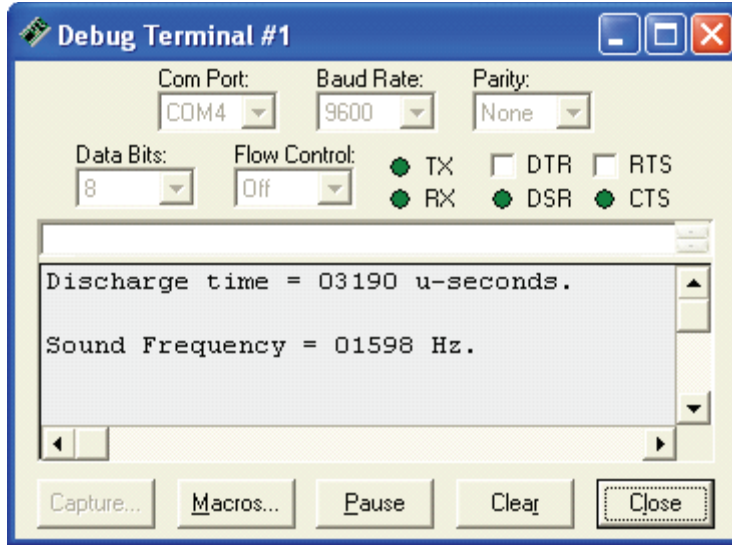 Debug Terminal #1
Com Port: Baud Rate: Parity:
COM4 9600 None
Data Bits: Flow Control: TX DTR RTS
8 Off RX DSR CTS
Discharge time = 03190 u-seconds.
Sound Frequency = 01598 Hz.
Capture... Macros... Pause Clear Close